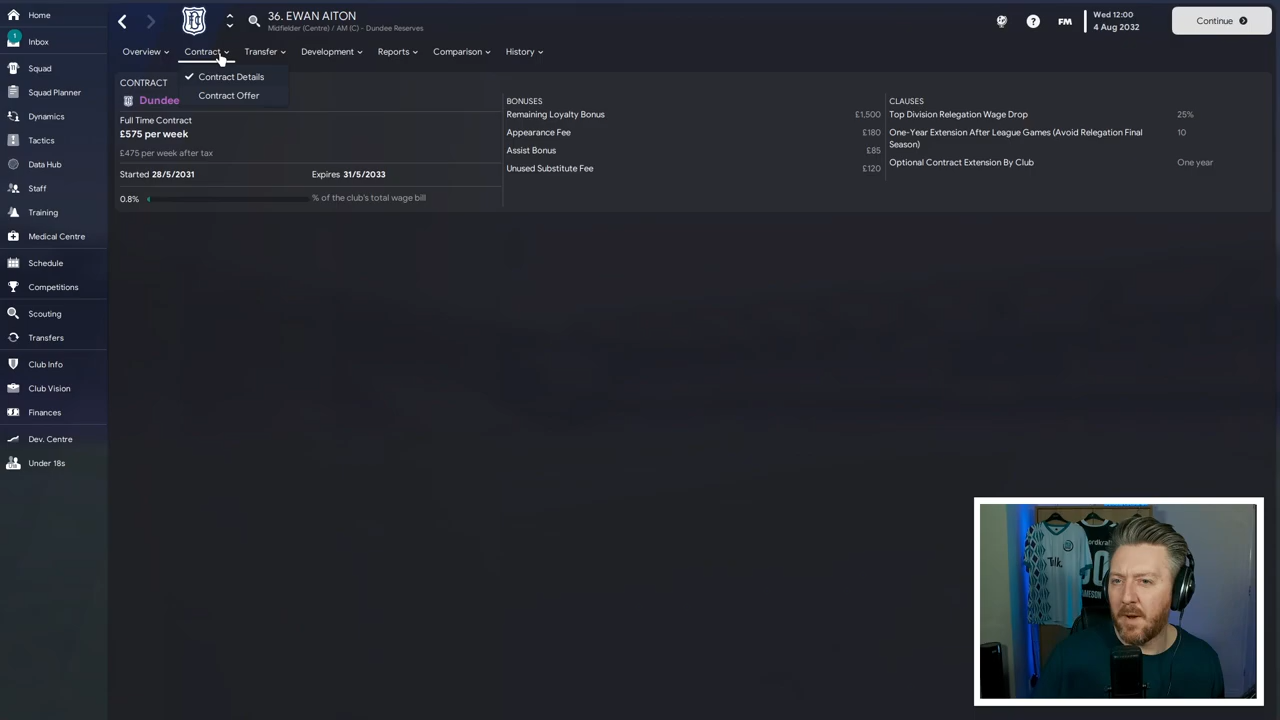 Home
36. EWAN AITON
Midfielder (Centre) / AM (C) - Dundee Reserves
FM
Wed 12:00
4 Aug 2032
Continue
1
Inbox
Squad
Squad Planner
Dynamics
Tactics
Data Hub
Staff
Training
Medical Centre
Schedule
Competitions
Scouting
Transfers
Club Info
Club Vision
Finances
Dev. Centre
Under 18s
Overview
Contract
Transfer
Development
Reports
Comparison
History
Contract Details
Contract Offer
CONTRACT
Dundee
Full Time Contract
£575 per week
£475 per week after tax
Started 28/5/2031
Expires 31/5/2033
0.8%
% of the club's total wage bill
BONUSES
Remaining Loyalty Bonus £1,500
Appearance Fee £180
Assist Bonus £85
Unused Substitute Fee £120
CLAUSES
Top Division Relegation Wage Drop 25%
One-Year Extension After League Games (Avoid Relegation Final 10
Season)
Optional Contract Extension By Club One year
Tilk.